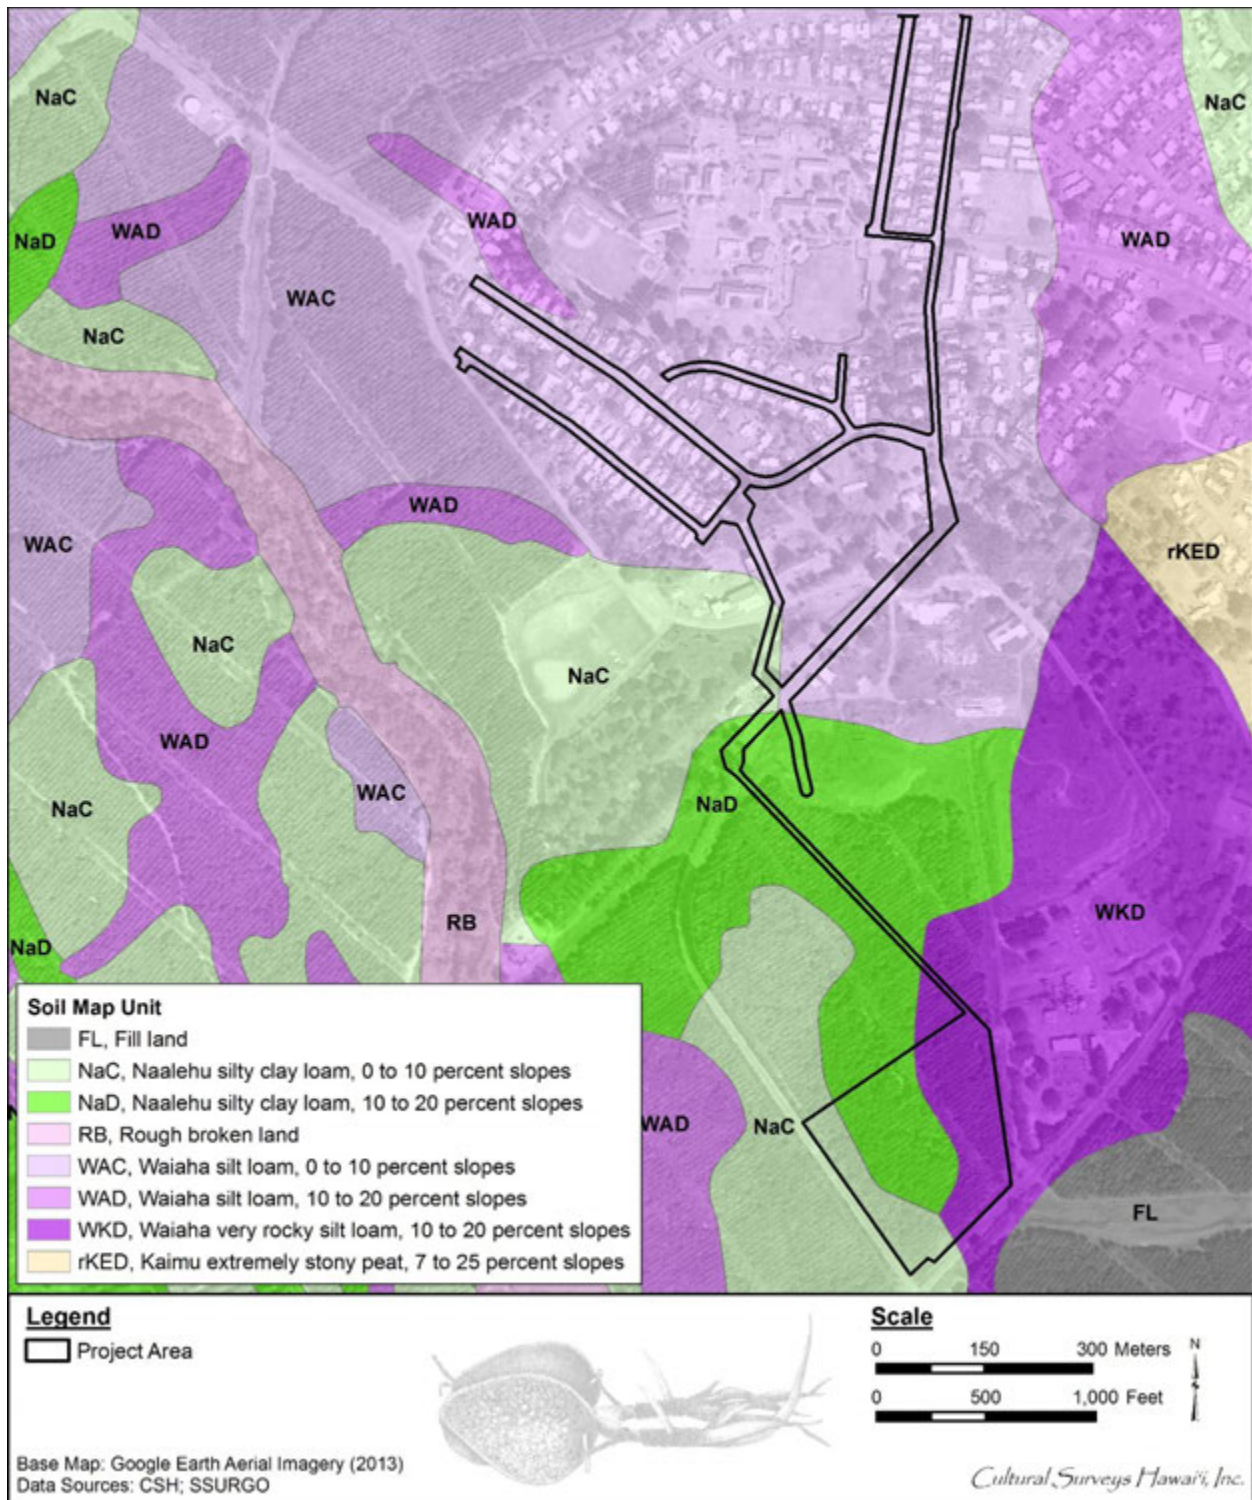 NaC
NaC
WAD
WAD
NaD
WAD
WAC
NaC
WAD
WAC
rKED
NaC
NaC
WAD
WAC
NaC
NaD
RB
WKD
NaD
WAD
NaC
FL
Soil Map Unit
FL, Fill land
NaC, Naalehu silty clay loam, 0 to 10 percent slopes
NaD, Naalehu silty clay loam, 10 to 20 percent slopes
RB, Rough broken land
WAC, Waiaha silt loam, 0 to 10 percent slopes
WAD, Waiaha silt loam, 10 to 20 percent slopes
WKD, Waiaha very rocky silt loam, 10 to 20 percent slopes
rKED, Kaimu extremely stony peat, 7 to 25 percent slopes
Legend
Project Area
Scale
0 150 300 Meters
0 500 1,000 Feet
N
Base Map: Google Earth Aerial Imagery (2013)
Data Sources: CSH; SSURGO
Cultural Surveys Hawai‘i, Inc.